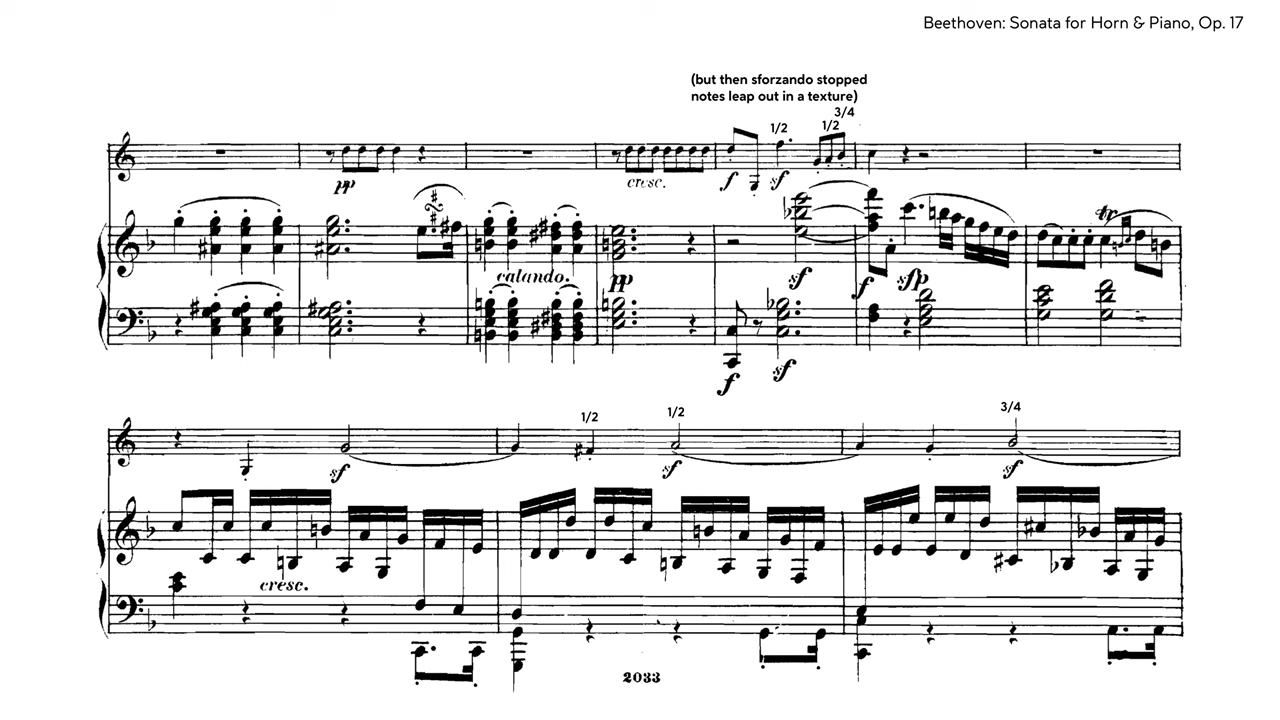 Beethoven: Sonata for Horn & Piano, Op. 17
(but then sforzando stopped
notes leap out in a texture)
3/4
1/2 1/2
pp cresc. f sf
calando. pp sf f sfp tr
f sf
1/2 1/2 3/4
sf sf sf
cresc.
2033